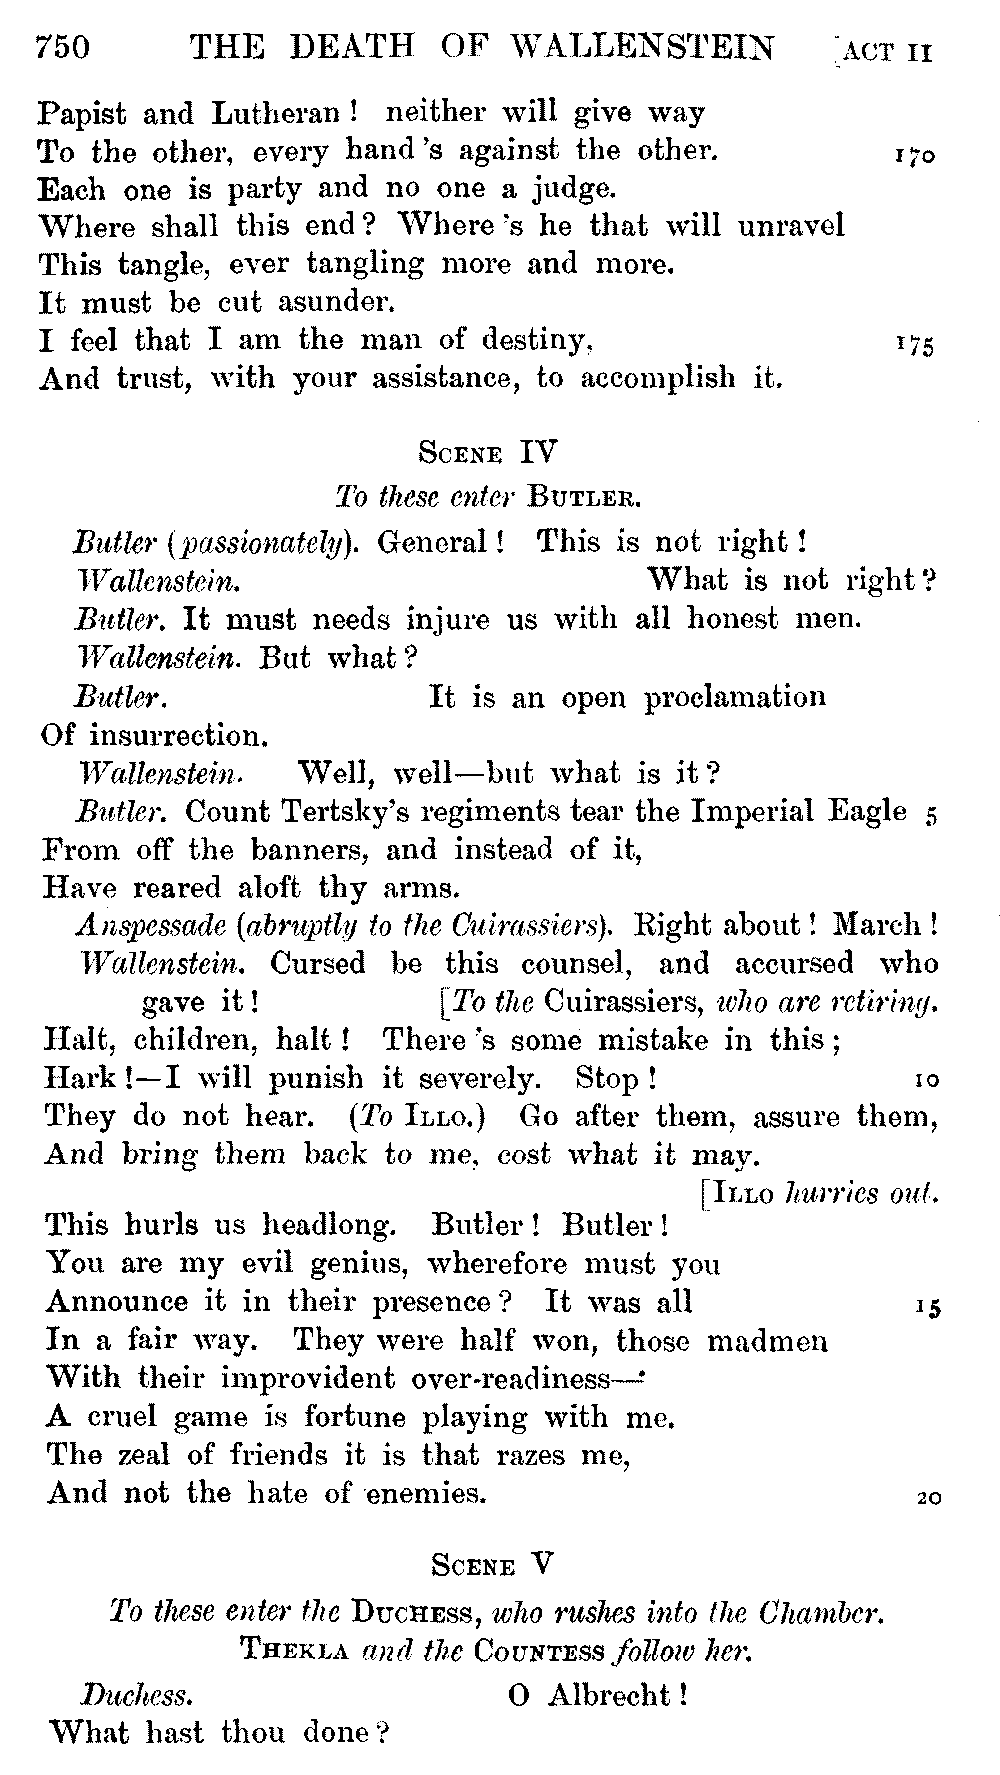 750 THE DEATH OF WALLENSTEIN [ACT II
Papist and Lutheran! neither will give way
To the other, every hand 's against the other. 170
Each one is party and no one a judge.
Where shall this end? Where 's he that will unravel
This tangle, ever tangling more and more.
It must be cut asunder.
I feel that I am the man of destiny, 175
And trust, with your assistance, to accomplish it.
SCENE IV
To these enter BUTLER.
Butler (passionately). General! This is not right!
Wallenstein. What is not right?
Butler. It must needs injure us with all honest men.
Wallenstein. But what?
Butler. It is an open proclamation
Of insurrection.
Wallenstein. Well, well—but what is it?
Butler. Count Tertsky's regiments tear the Imperial Eagle 5
From off the banners, and instead of it,
Have reared aloft thy arms.
Anspessade (abruptly to the Cuirassiers). Right about! March!
Wallenstein. Cursed be this counsel, and accursed who
gave it! [To the Cuirassiers, who are retiring.
Halt, children, halt! There 's some mistake in this;
Hark!—I will punish it severely. Stop! 10
They do not hear. (To ILLO.) Go after them, assure them,
And bring them back to me, cost what it may.
[ILLO hurries out.
This hurls us headlong. Butler! Butler!
You are my evil genius, wherefore must you
Announce it in their presence? It was all 15
In a fair way. They were half won, those madmen
With their improvident over-readiness—
A cruel game is fortune playing with me.
The zeal of friends it is that razes me,
And not the hate of enemies. 20
SCENE V
To these enter the DUCHESS, who rushes into the Chamber.
THEKLA and the COUNTESS follow her.
Duchess. O Albrecht!
What hast thou done?